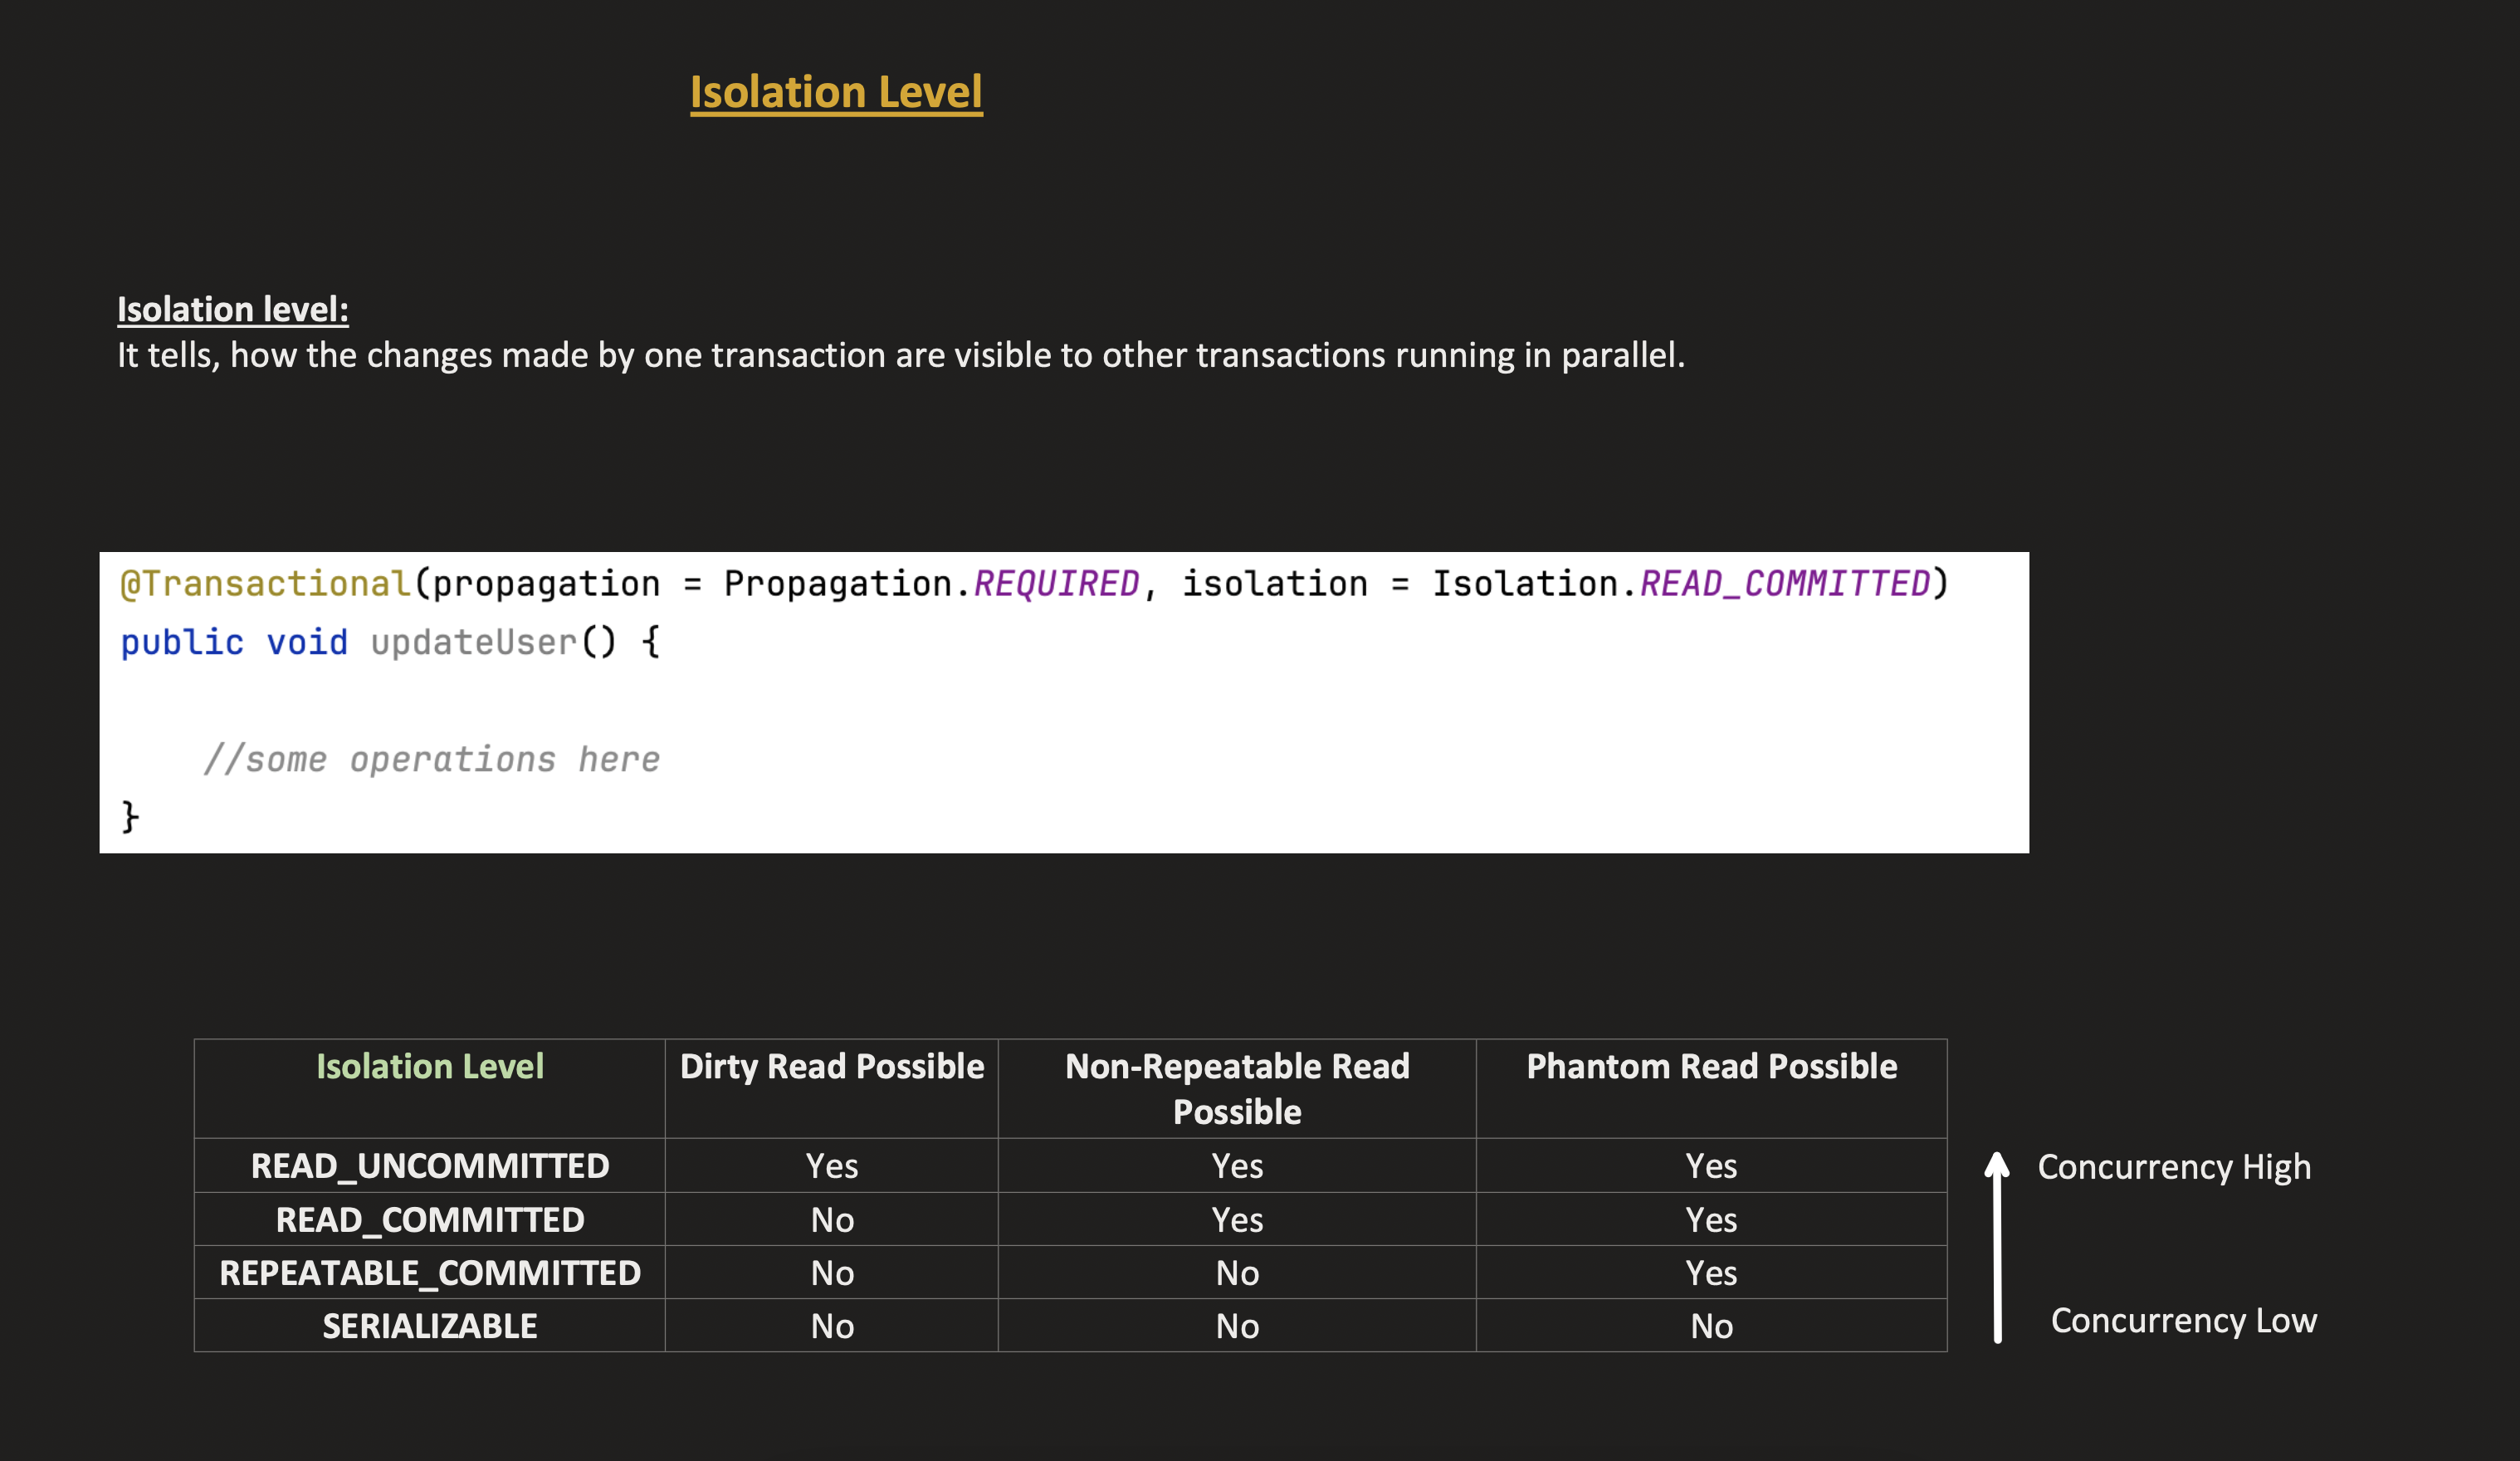 Isolation Level
Isolation level:
It tells, how the changes made by one transaction are visible to other transactions running in parallel.
@Transactional(propagation = Propagation.REQUIRED, isolation = Isolation.READ_COMMITTED)
public void updateUser() {
//some operations here
}
Isolation Level Dirty Read Possible Non-Repeatable Read Possible Phantom Read Possible
READ_UNCOMMITTED Yes Yes Yes Concurrency High
READ_COMMITTED No Yes Yes
REPEATABLE_COMMITTED No No Yes
SERIALIZABLE No No No Concurrency Low